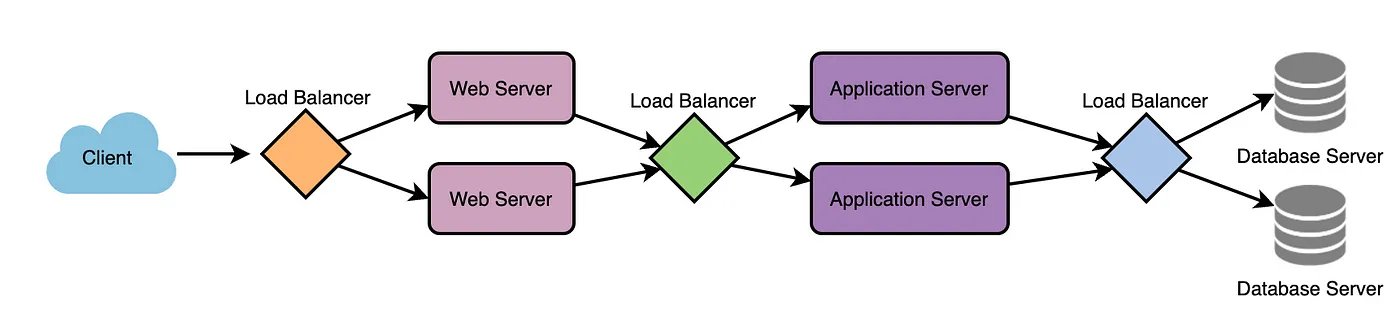 Client
Load Balancer
Web Server
Web Server
Load Balancer
Application Server
Application Server
Load Balancer
Database Server
Database Server